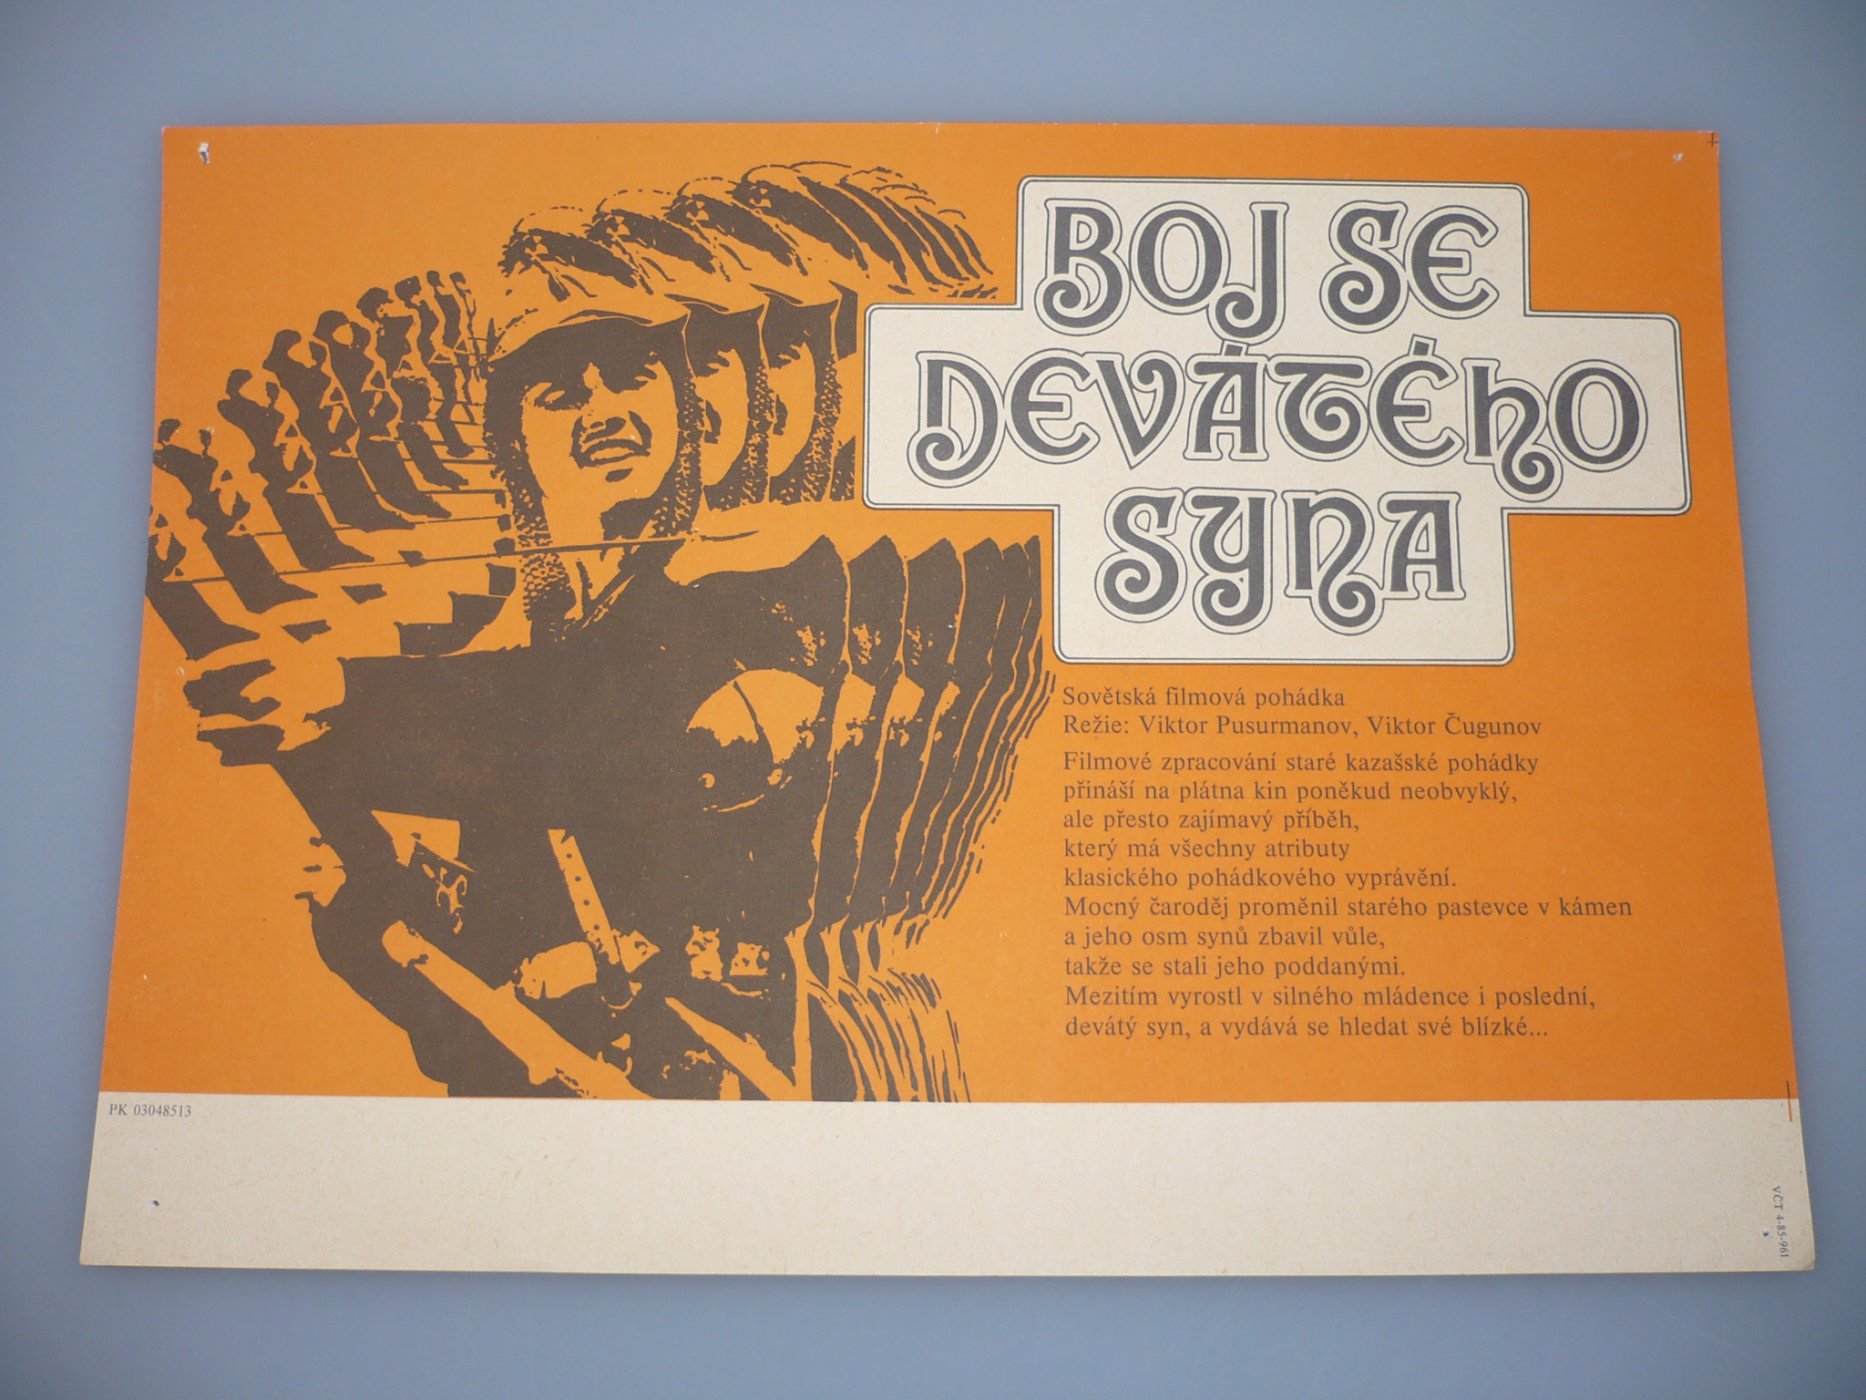 BOJ SE
DEVÁTÉHO
SYNA
Sovětská filmová pohádka
Režie: Viktor Pusurmanov, Viktor Čugunov
Filmové zpracování staré kazašské pohádky
přináší na plátna kin poněkud neobvyklý,
ale přesto zajímavý příběh,
který má všechny atributy
klasického pohádkového vyprávění.
Mocný čaroděj proměnil starého pastevce v kámen
a jeho osm synů zbavil vůle,
takže se stali jeho poddanými.
Mezitím vyrostl v silného mládence i poslední,
devátý syn, a vydává se hledat své blízké...
PK 03048513
VČT 4-85-961